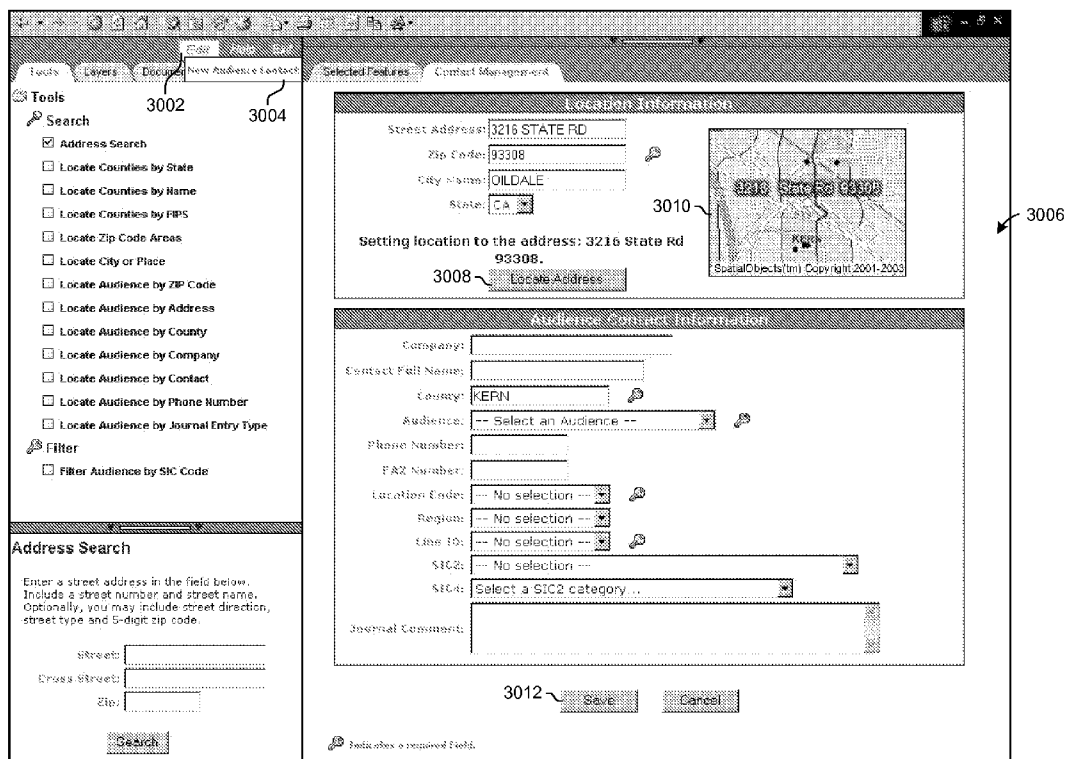 Edit Help Exit
Tools Layers Documen New Audience Contact Selected Features Contact Management
3002
3004
Tools
Search
Address Search
Locate Counties by State
Locate Counties by Name
Locate Counties by FIPS
Locate Zip Code Areas
Locate City or Place
Locate Audience by ZIP Code
Locate Audience by Address
Locate Audience by County
Locate Audience by Company
Locate Audience by Contact
Locate Audience by Phone Number
Locate Audience by Journal Entry Type
Filter
Filter Audience by SIC Code
Address Search
Enter a street address in the field below.
Include a street number and street name.
Optionally, you may include street direction,
street type and 5-digit zip code.
Street:
Cross Street:
Zip:
Search
Location Information
Street Address: 3216 STATE RD
Zip Code: 93308
City Name: OILDALE
State: CA
3216 State Rd 93308
KERN
SpatialObjects(tm) Copyright 2001-2003
3010
3006
Setting location to the address: 3216 State Rd
93308.
3008 Locate Address
Audience Contact Information
Company:
Contact Full Name:
County: KERN
Audience: -- Select an Audience --
Phone Number:
FAX Number:
Location Code: -- No selection --
Region: -- No selection --
Line ID: -- No selection --
SIC2: -- No selection --
SIC4: Select a SIC2 category...
Journal Comment:
3012 Save Cancel
Indicates a required field.